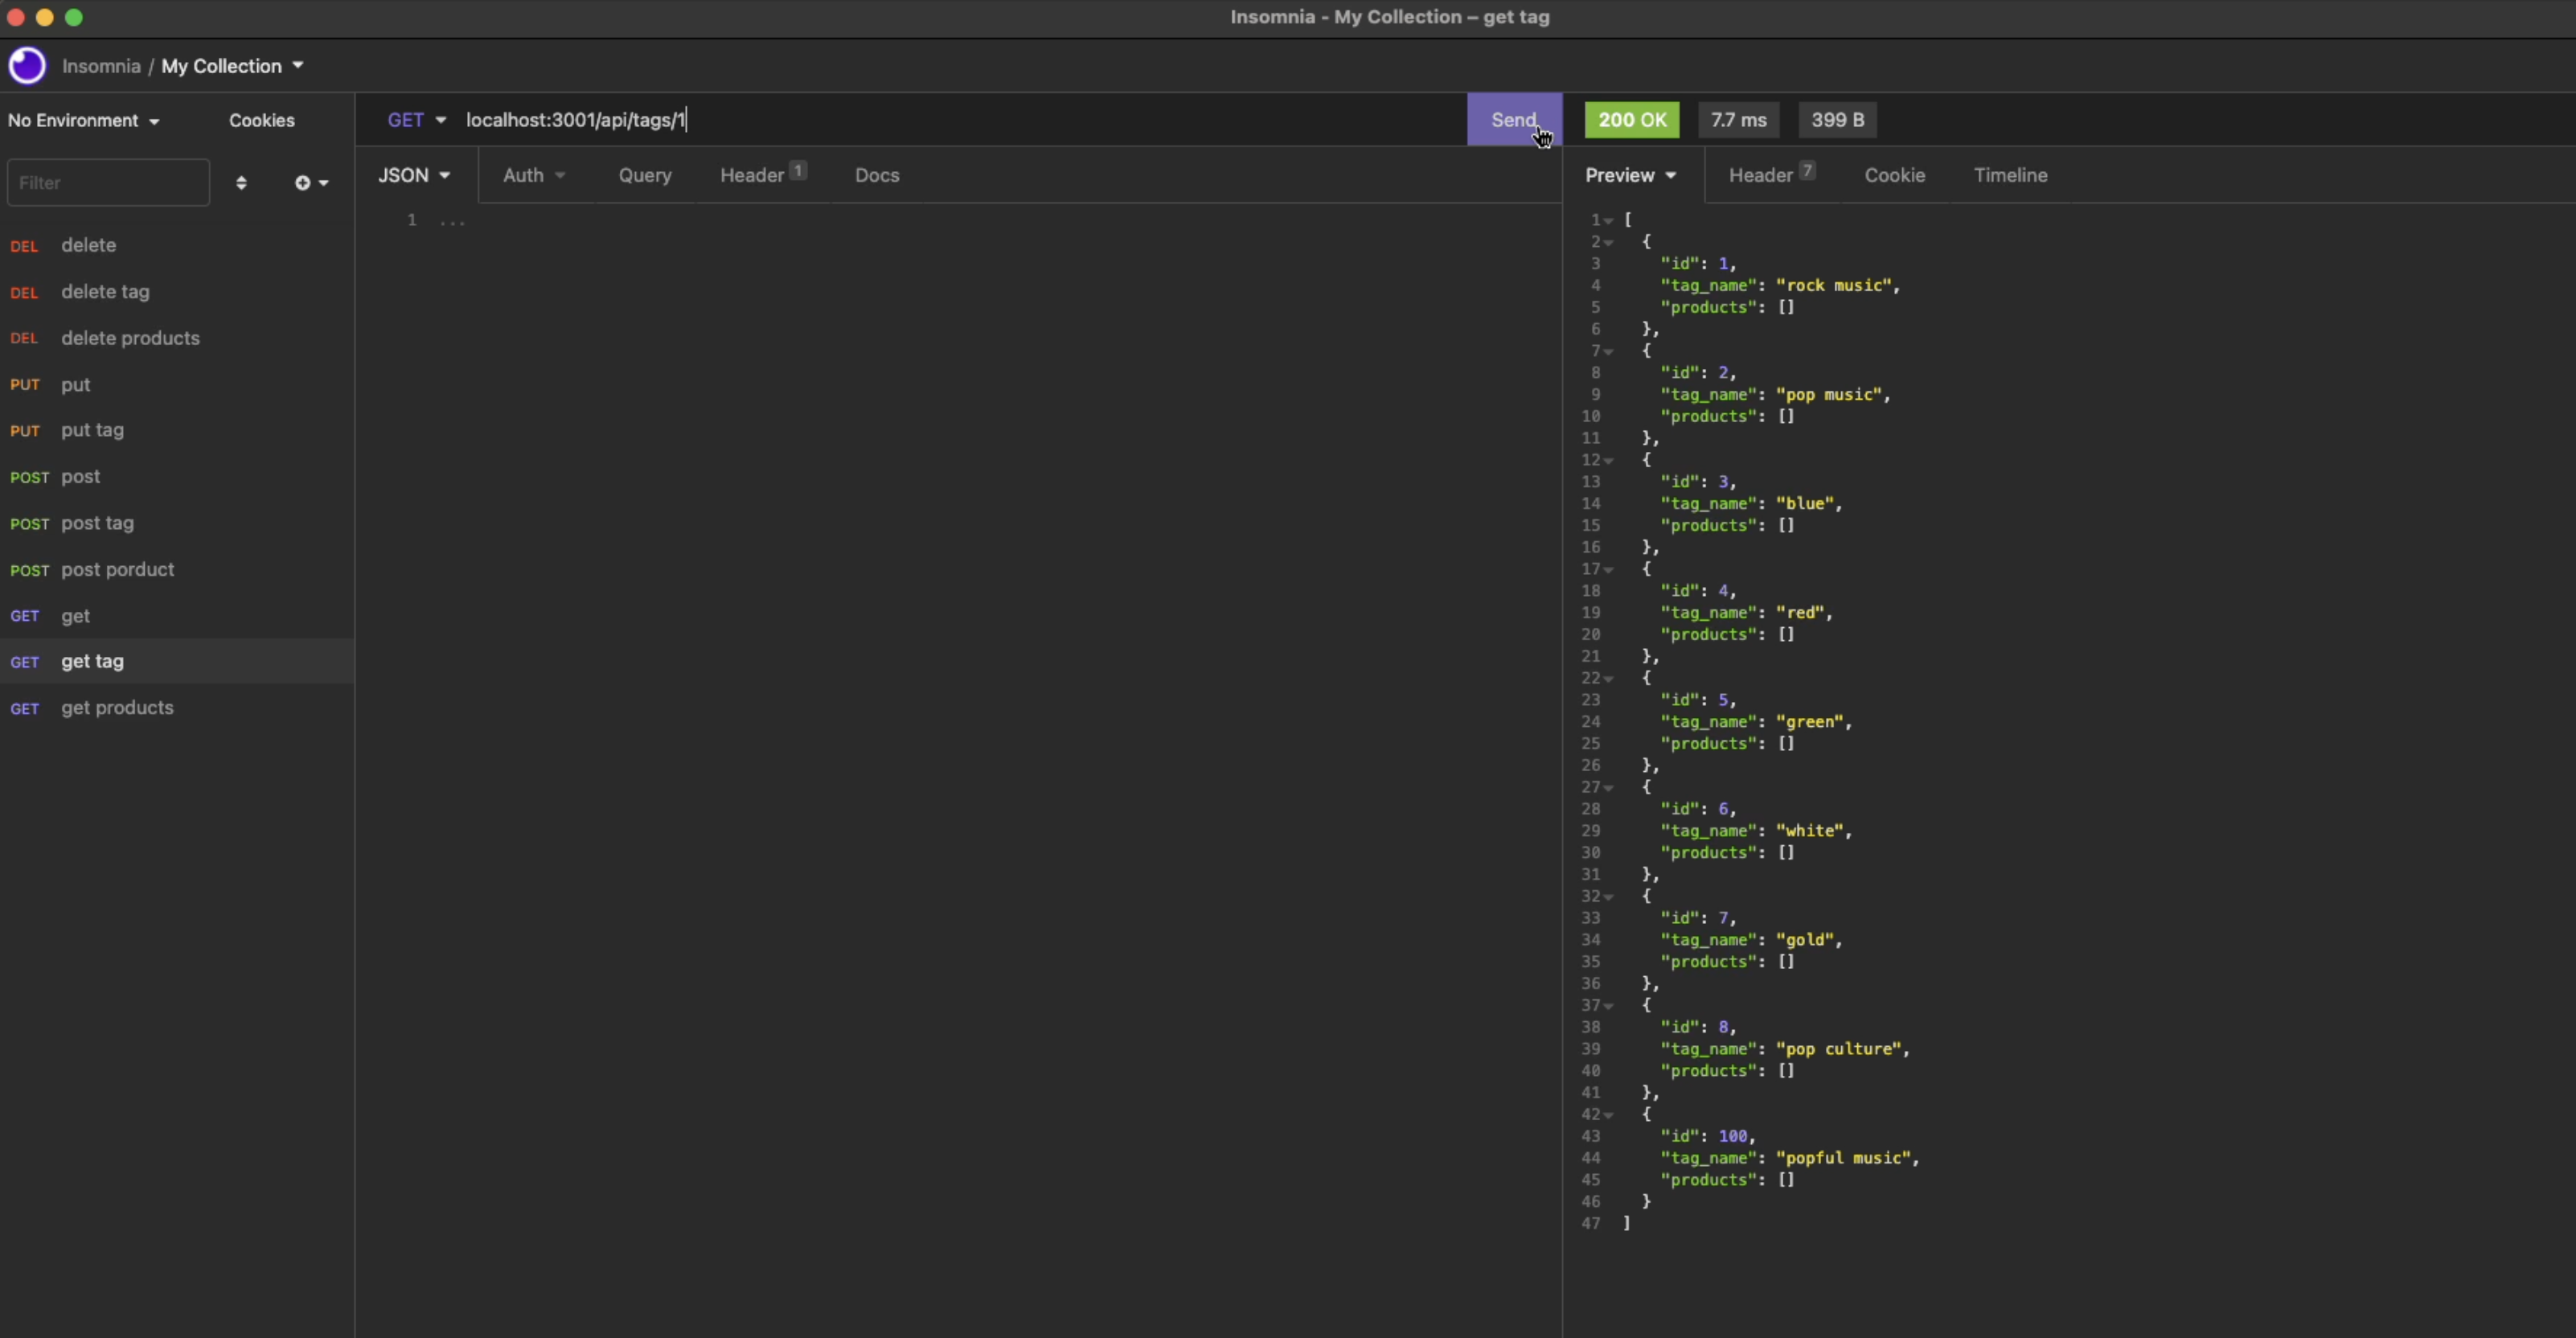 Insomnia - My Collection – get tag
Insomnia / My Collection
No Environment
Cookies
GET localhost:3001/api/tags/1
Send
200 OK
7.7 ms
399 B
Filter
JSON
Auth
Query
Header 1
Docs
Preview
Header 7
Cookie
Timeline
DEL delete
DEL delete tag
DEL delete products
PUT put
PUT put tag
POST post
POST post tag
POST post porduct
GET get
GET get tag
GET get products
1 ...
1 [
2 {
3 "id": 1,
4 "tag_name": "rock music",
5 "products": []
6 },
7 {
8 "id": 2,
9 "tag_name": "pop music",
10 "products": []
11 },
12 {
13 "id": 3,
14 "tag_name": "blue",
15 "products": []
16 },
17 {
18 "id": 4,
19 "tag_name": "red",
20 "products": []
21 },
22 {
23 "id": 5,
24 "tag_name": "green",
25 "products": []
26 },
27 {
28 "id": 6,
29 "tag_name": "white",
30 "products": []
31 },
32 {
33 "id": 7,
34 "tag_name": "gold",
35 "products": []
36 },
37 {
38 "id": 8,
39 "tag_name": "pop culture",
40 "products": []
41 },
42 {
43 "id": 100,
44 "tag_name": "popful music",
45 "products": []
46 }
47 ]